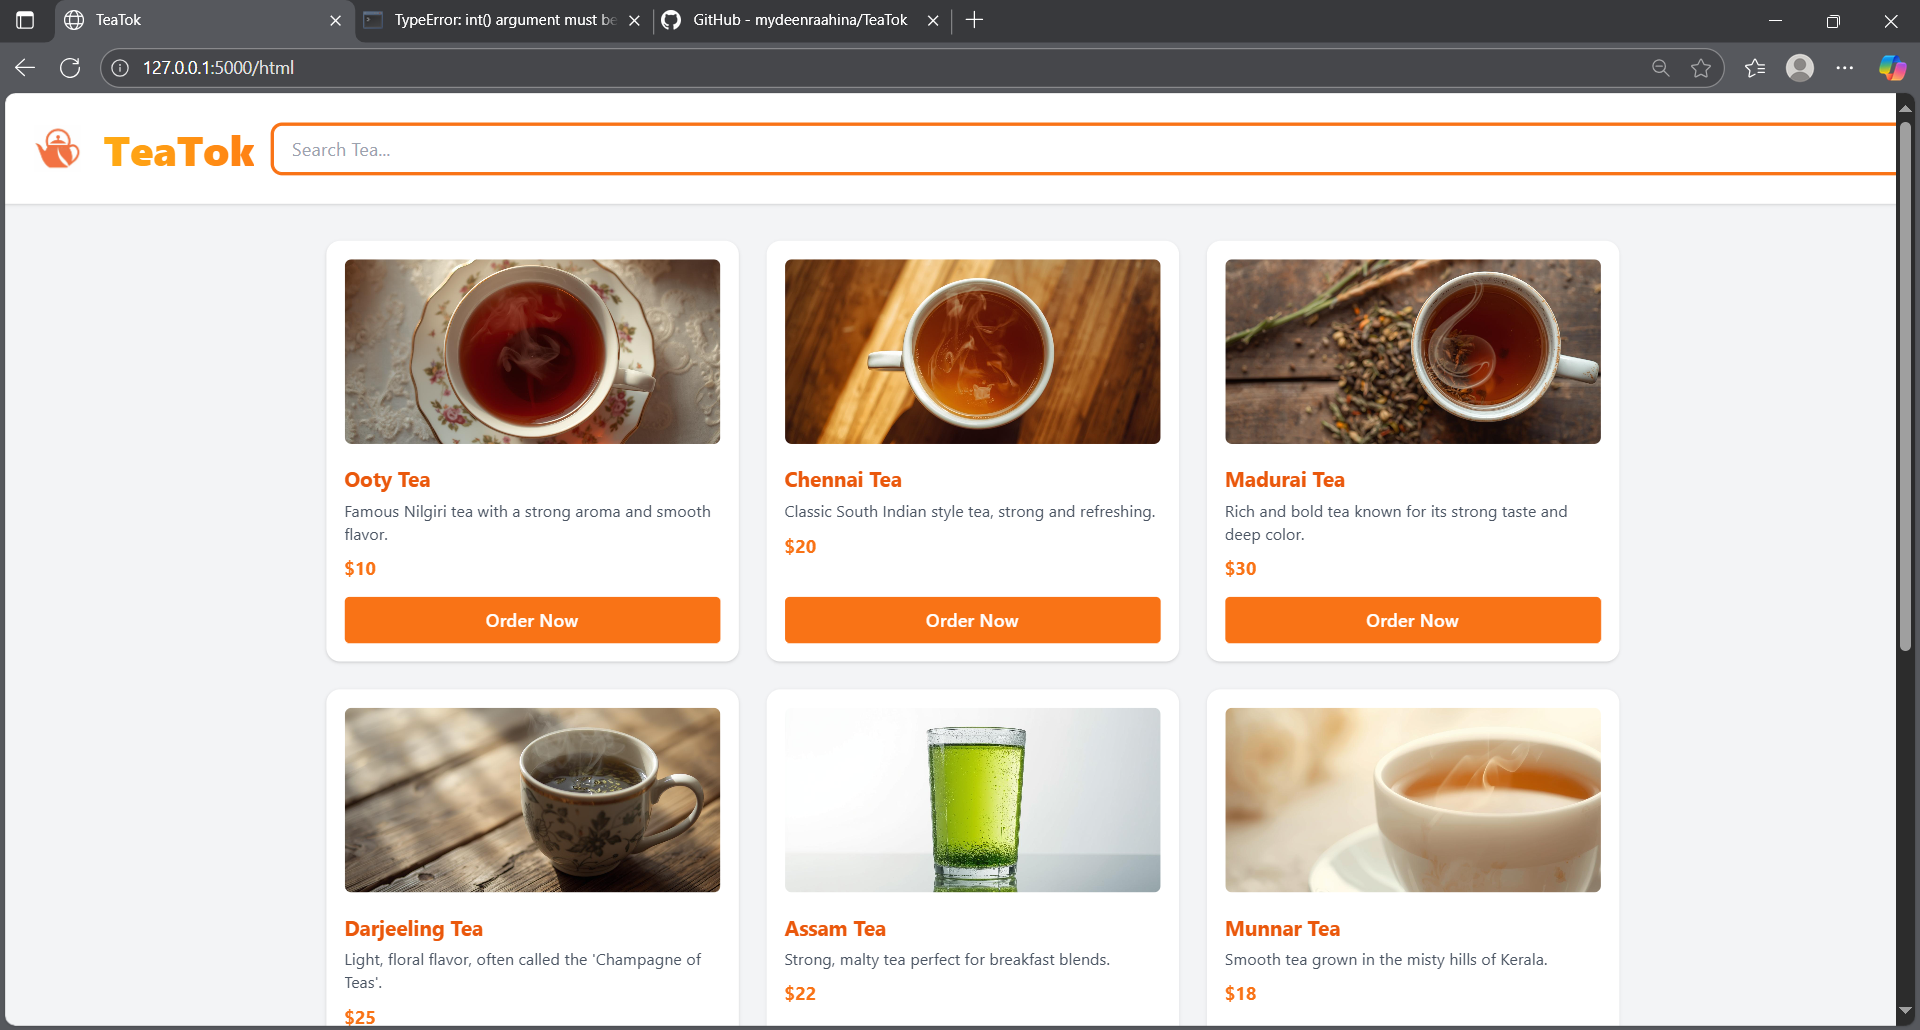 TeaTok
TypeError: int() argument must be
GitHub - mydeenraahina/TeaTok
127.0.0.1:5000/html
TeaTok
Search Tea...
Ooty Tea
Famous Nilgiri tea with a strong aroma and smooth
flavor.
$10
Order Now
Chennai Tea
Classic South Indian style tea, strong and refreshing.
$20
Order Now
Madurai Tea
Rich and bold tea known for its strong taste and
deep color.
$30
Order Now
Darjeeling Tea
Light, floral flavor, often called the 'Champagne of
Teas'.
$25
Assam Tea
Strong, malty tea perfect for breakfast blends.
$22
Munnar Tea
Smooth tea grown in the misty hills of Kerala.
$18